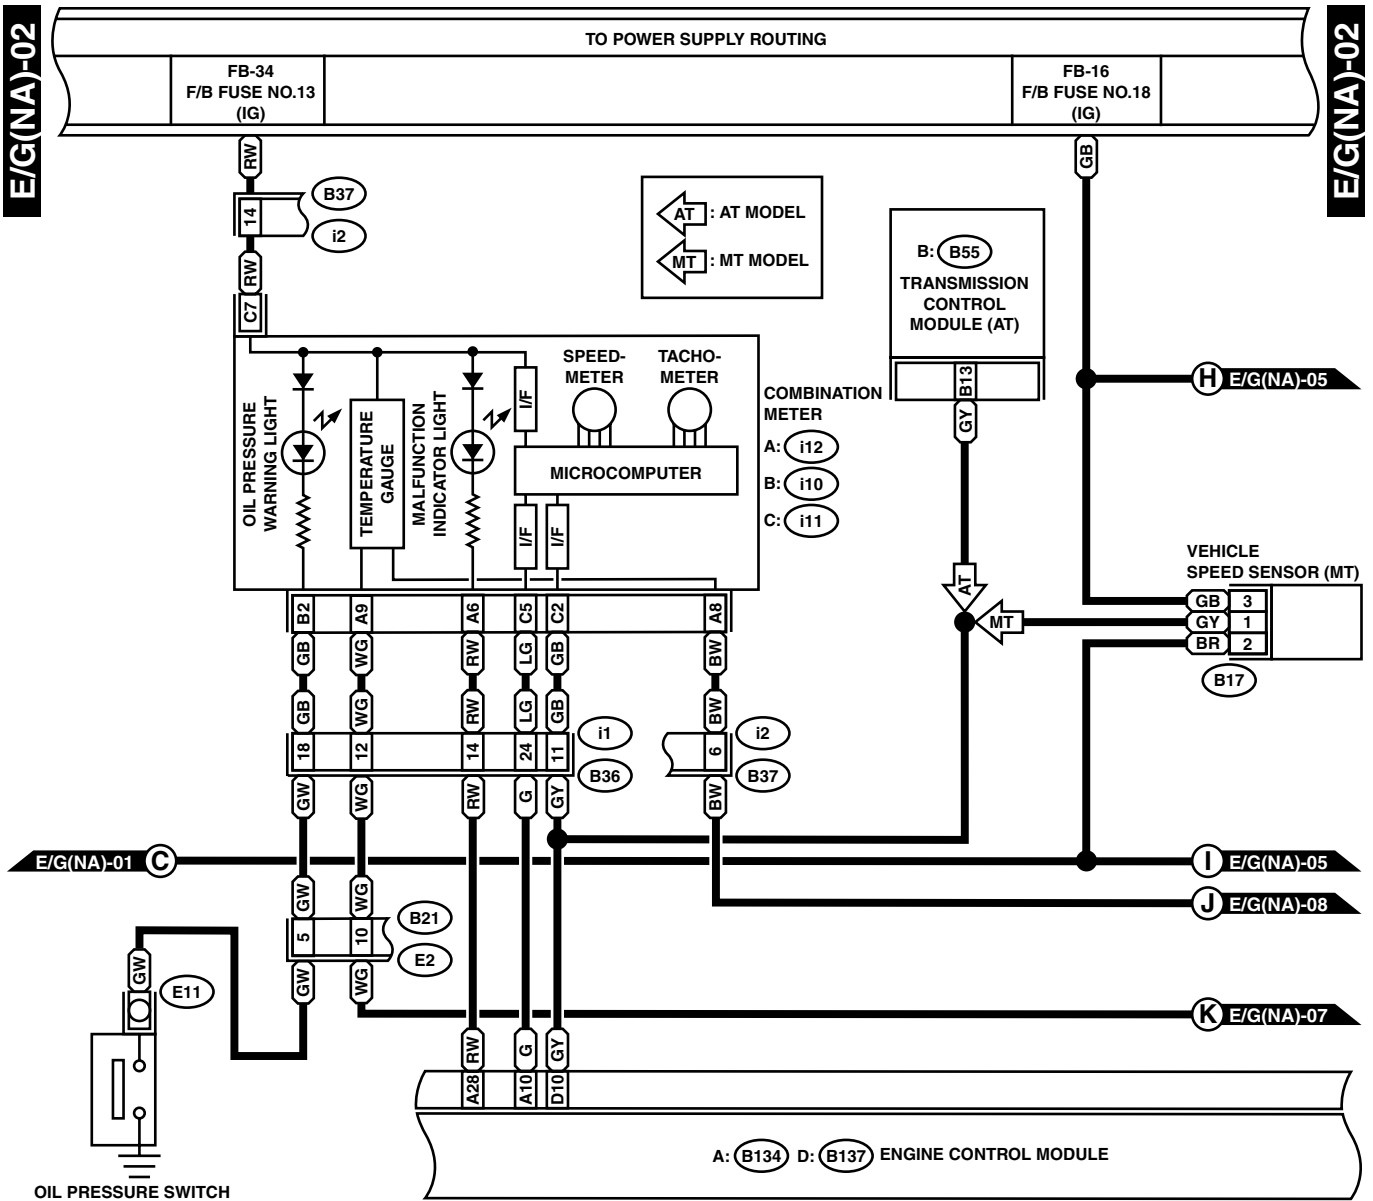 E/G(NA)-02
E/G(NA)-02
TO POWER SUPPLY ROUTING
FB-34
F/B FUSE NO.13
(IG)
FB-16
F/B FUSE NO.18
(IG)
RW
GB
14
B37
i2
RW
C7
AT : AT MODEL
MT : MT MODEL
B: B55
TRANSMISSION
CONTROL
MODULE (AT)
B13
GY
H E/G(NA)-05
OIL PRESSURE
WARNING LIGHT
TEMPERATURE
GAUGE
MALFUNCTION
INDICATOR LIGHT
I/F
SPEED-
METER
TACHO-
METER
MICROCOMPUTER
I/F
I/F
COMBINATION
METER
A: i12
B: i10
C: i11
AT
MT
VEHICLE
SPEED SENSOR (MT)
GB 3
GY 1
BR 2
B17
B2 A9 A6 C5 C2 A8
GB WG RW LG GB BW
GB WG RW LG GB BW
18 12 14 24 11 6
i1
B36
i2
B37
GW WG RW G GY BW
E/G(NA)-01 C
I E/G(NA)-05
J E/G(NA)-08
GW WG
5 10
B21
E2
GW WG
GW
E11
K E/G(NA)-07
RW G GY
A28 A10 D10
A: B134 D: B137 ENGINE CONTROL MODULE
OIL PRESSURE SWITCH